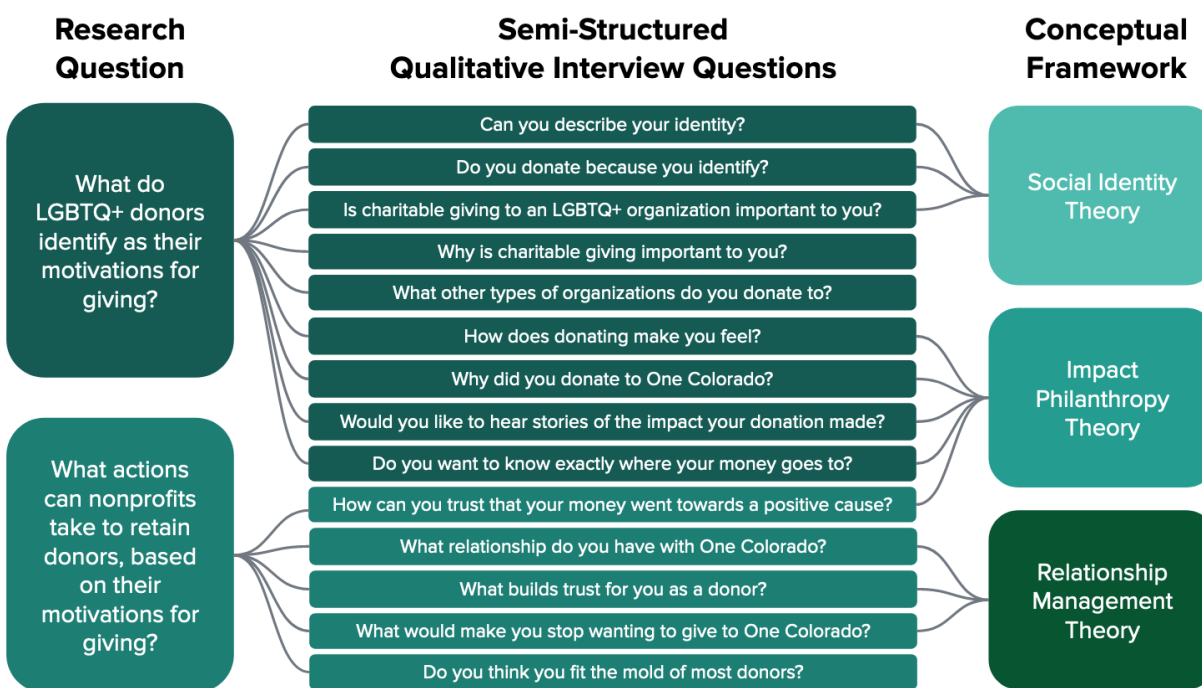 Research
Question
Semi-Structured
Qualitative Interview Questions
Conceptual
Framework
What do
LGBTQ+ donors
identify as their
motivations for
giving?
What actions
can nonprofits
take to retain
donors, based
on their
motivations for
giving?
Can you describe your identity?
Do you donate because you identify?
Is charitable giving to an LGBTQ+ organization important to you?
Why is charitable giving important to you?
What other types of organizations do you donate to?
How does donating make you feel?
Why did you donate to One Colorado?
Would you like to hear stories of the impact your donation made?
Do you want to know exactly where your money goes to?
How can you trust that your money went towards a positive cause?
What relationship do you have with One Colorado?
What builds trust for you as a donor?
What would make you stop wanting to give to One Colorado?
Do you think you fit the mold of most donors?
Social Identity
Theory
Impact
Philanthropy
Theory
Relationship
Management
Theory